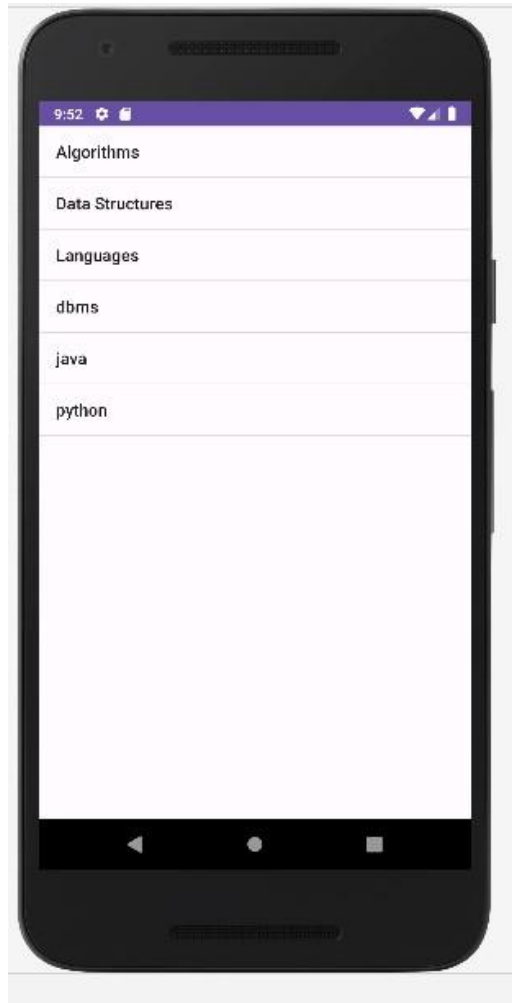 9:52
Algorithms
Data Structures
Languages
dbms
java
python